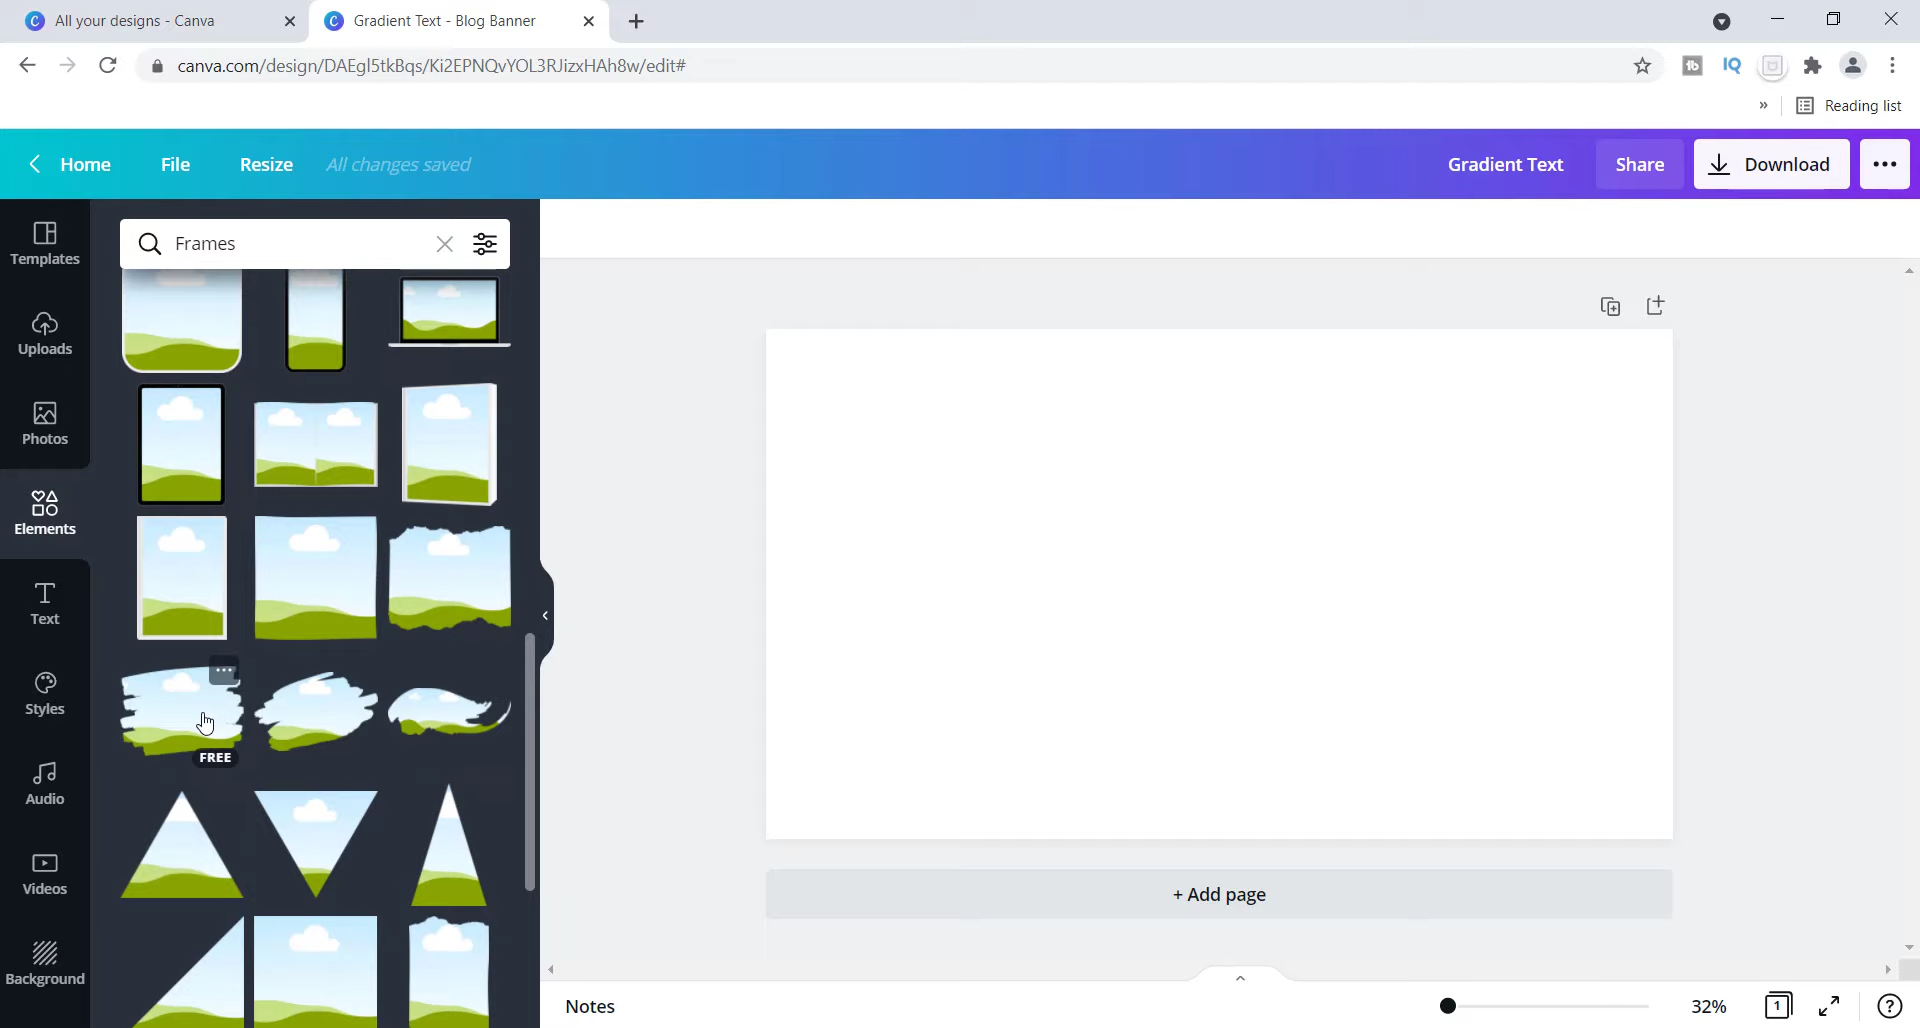 All your designs - Canva
Gradient Text - Blog Banner
canva.com/design/DAEgl5tkBqs/Ki2EPNQvYOL3RJizxHAh8w/edit#
tb
IQ
»
Reading list
Home
File
Resize
All changes saved
Gradient Text
Share
Download
Templates
Uploads
Photos
Elements
Text
Styles
Audio
Videos
Background
Frames
FREE
+ Add page
Notes
32%
1
?